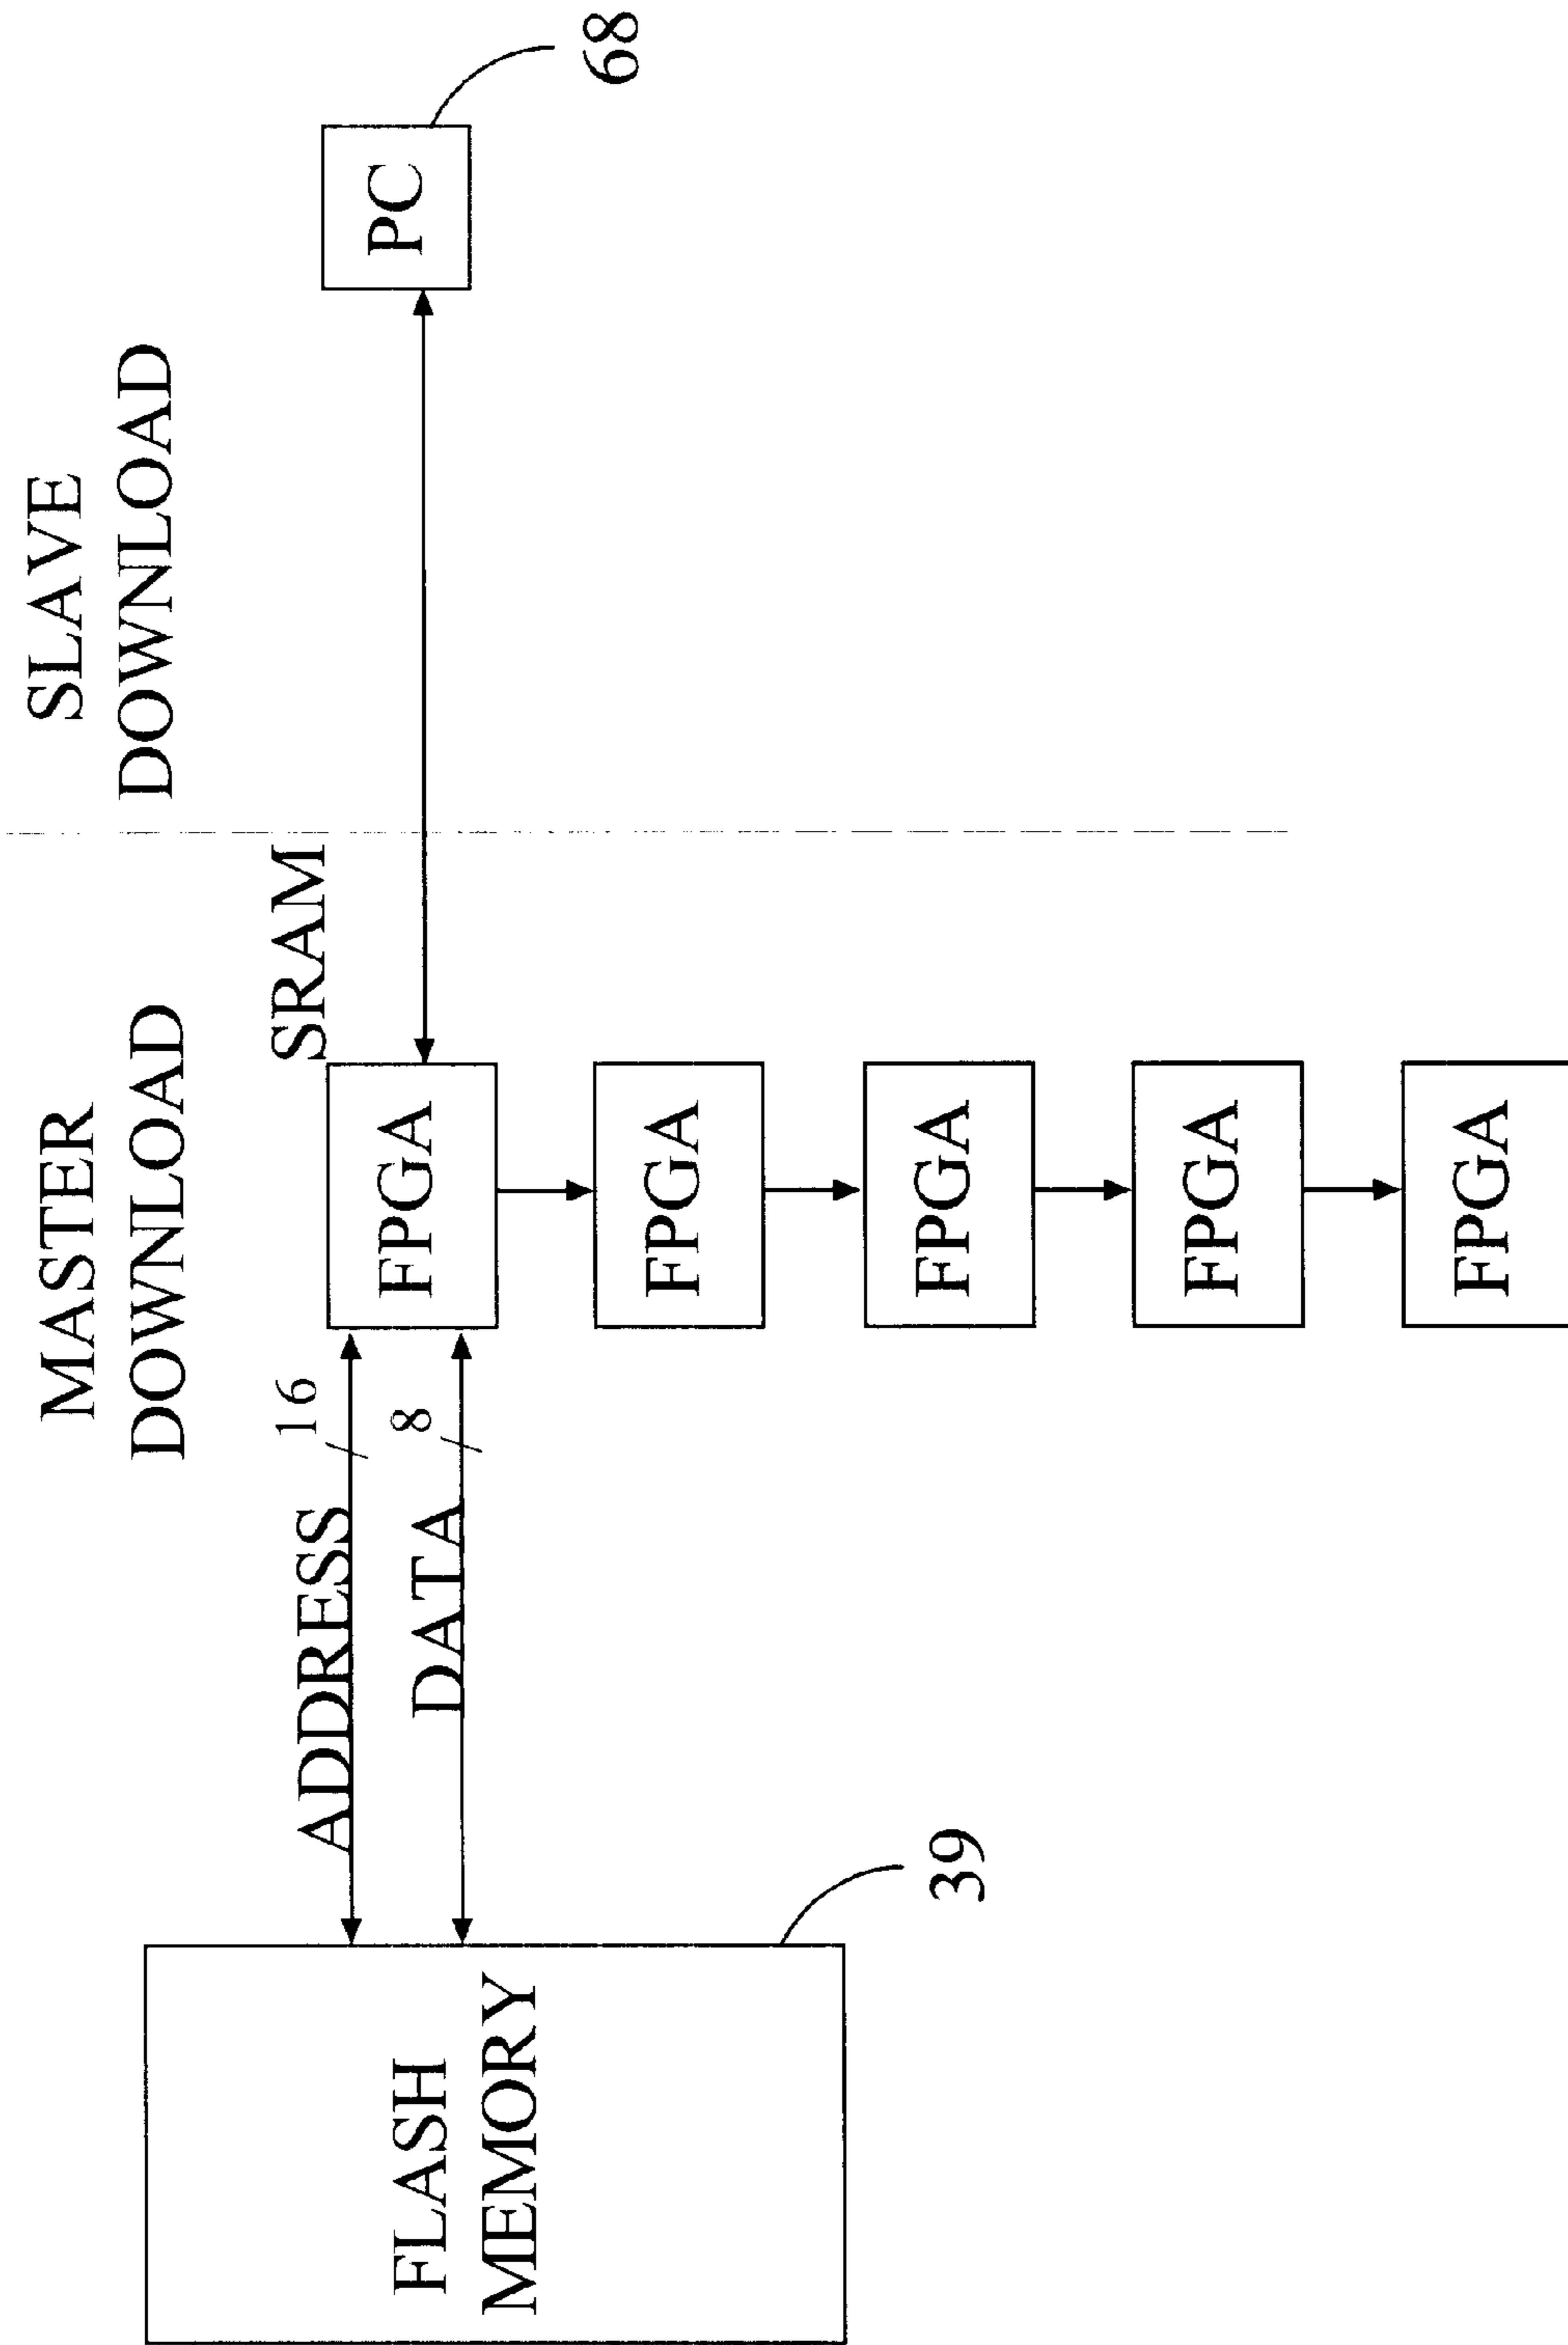 MASTER
DOWNLOAD
SLAVE
DOWNLOAD
SRAM
ADDRESS
16
DATA
8
FLASH
MEMORY
39
FPGA
FPGA
FPGA
FPGA
FPGA
PC
68